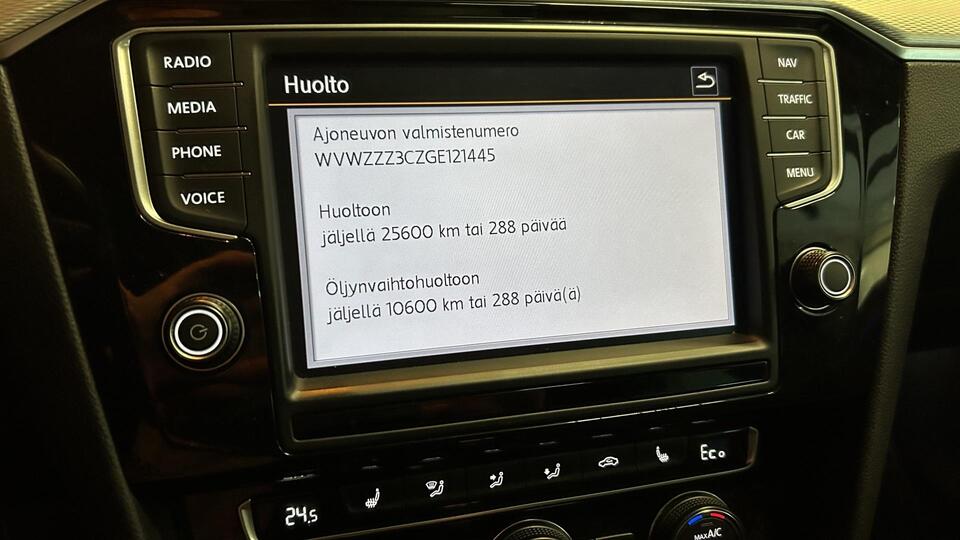 Huolto
RADIO
MEDIA
PHONE
VOICE
Ajoneuvon valmistenumero
WVWZZZ3CZGE121445
Huoltoon
jäljellä 25600 km tai 288 päivää
Öljynvaihtohuoltoon
jäljellä 10600 km tai 288 päivä(ä)
NAV
TRAFFIC
CAR
MENU
24.5
Eco
MAX A/C